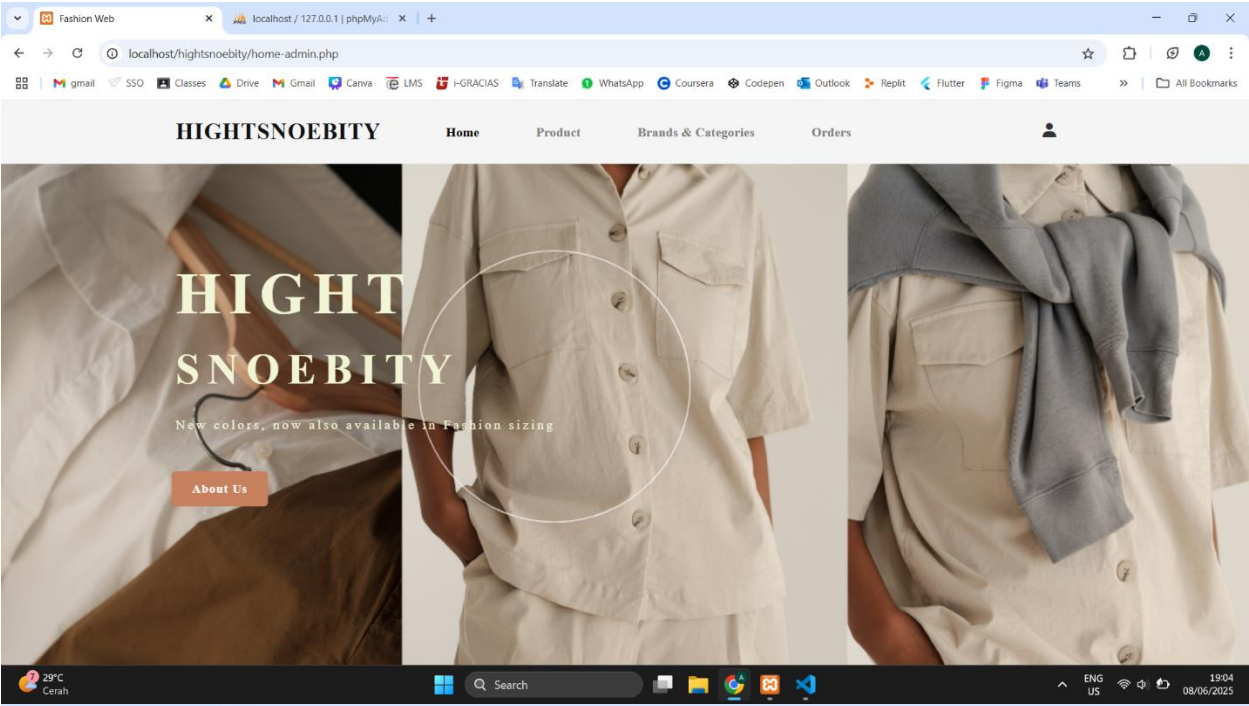 Fashion Web
localhost / 127.0.0.1 | phpMyAd
localhost/hightsnoebity/home-admin.php
A
gmail SSO Classes Drive Gmail Canva LMS i-GRACIAS Translate WhatsApp Coursera Codepen Outlook Replit Flutter Figma Teams » All Bookmarks
HIGHTSNOEBITY Home Product Brands & Categories Orders
HIGHT
SNOEBITY
New colors, now also available in Fashion sizing
About Us
7
29°C
Cerah
Search
ENG
US
19:04
08/06/2025